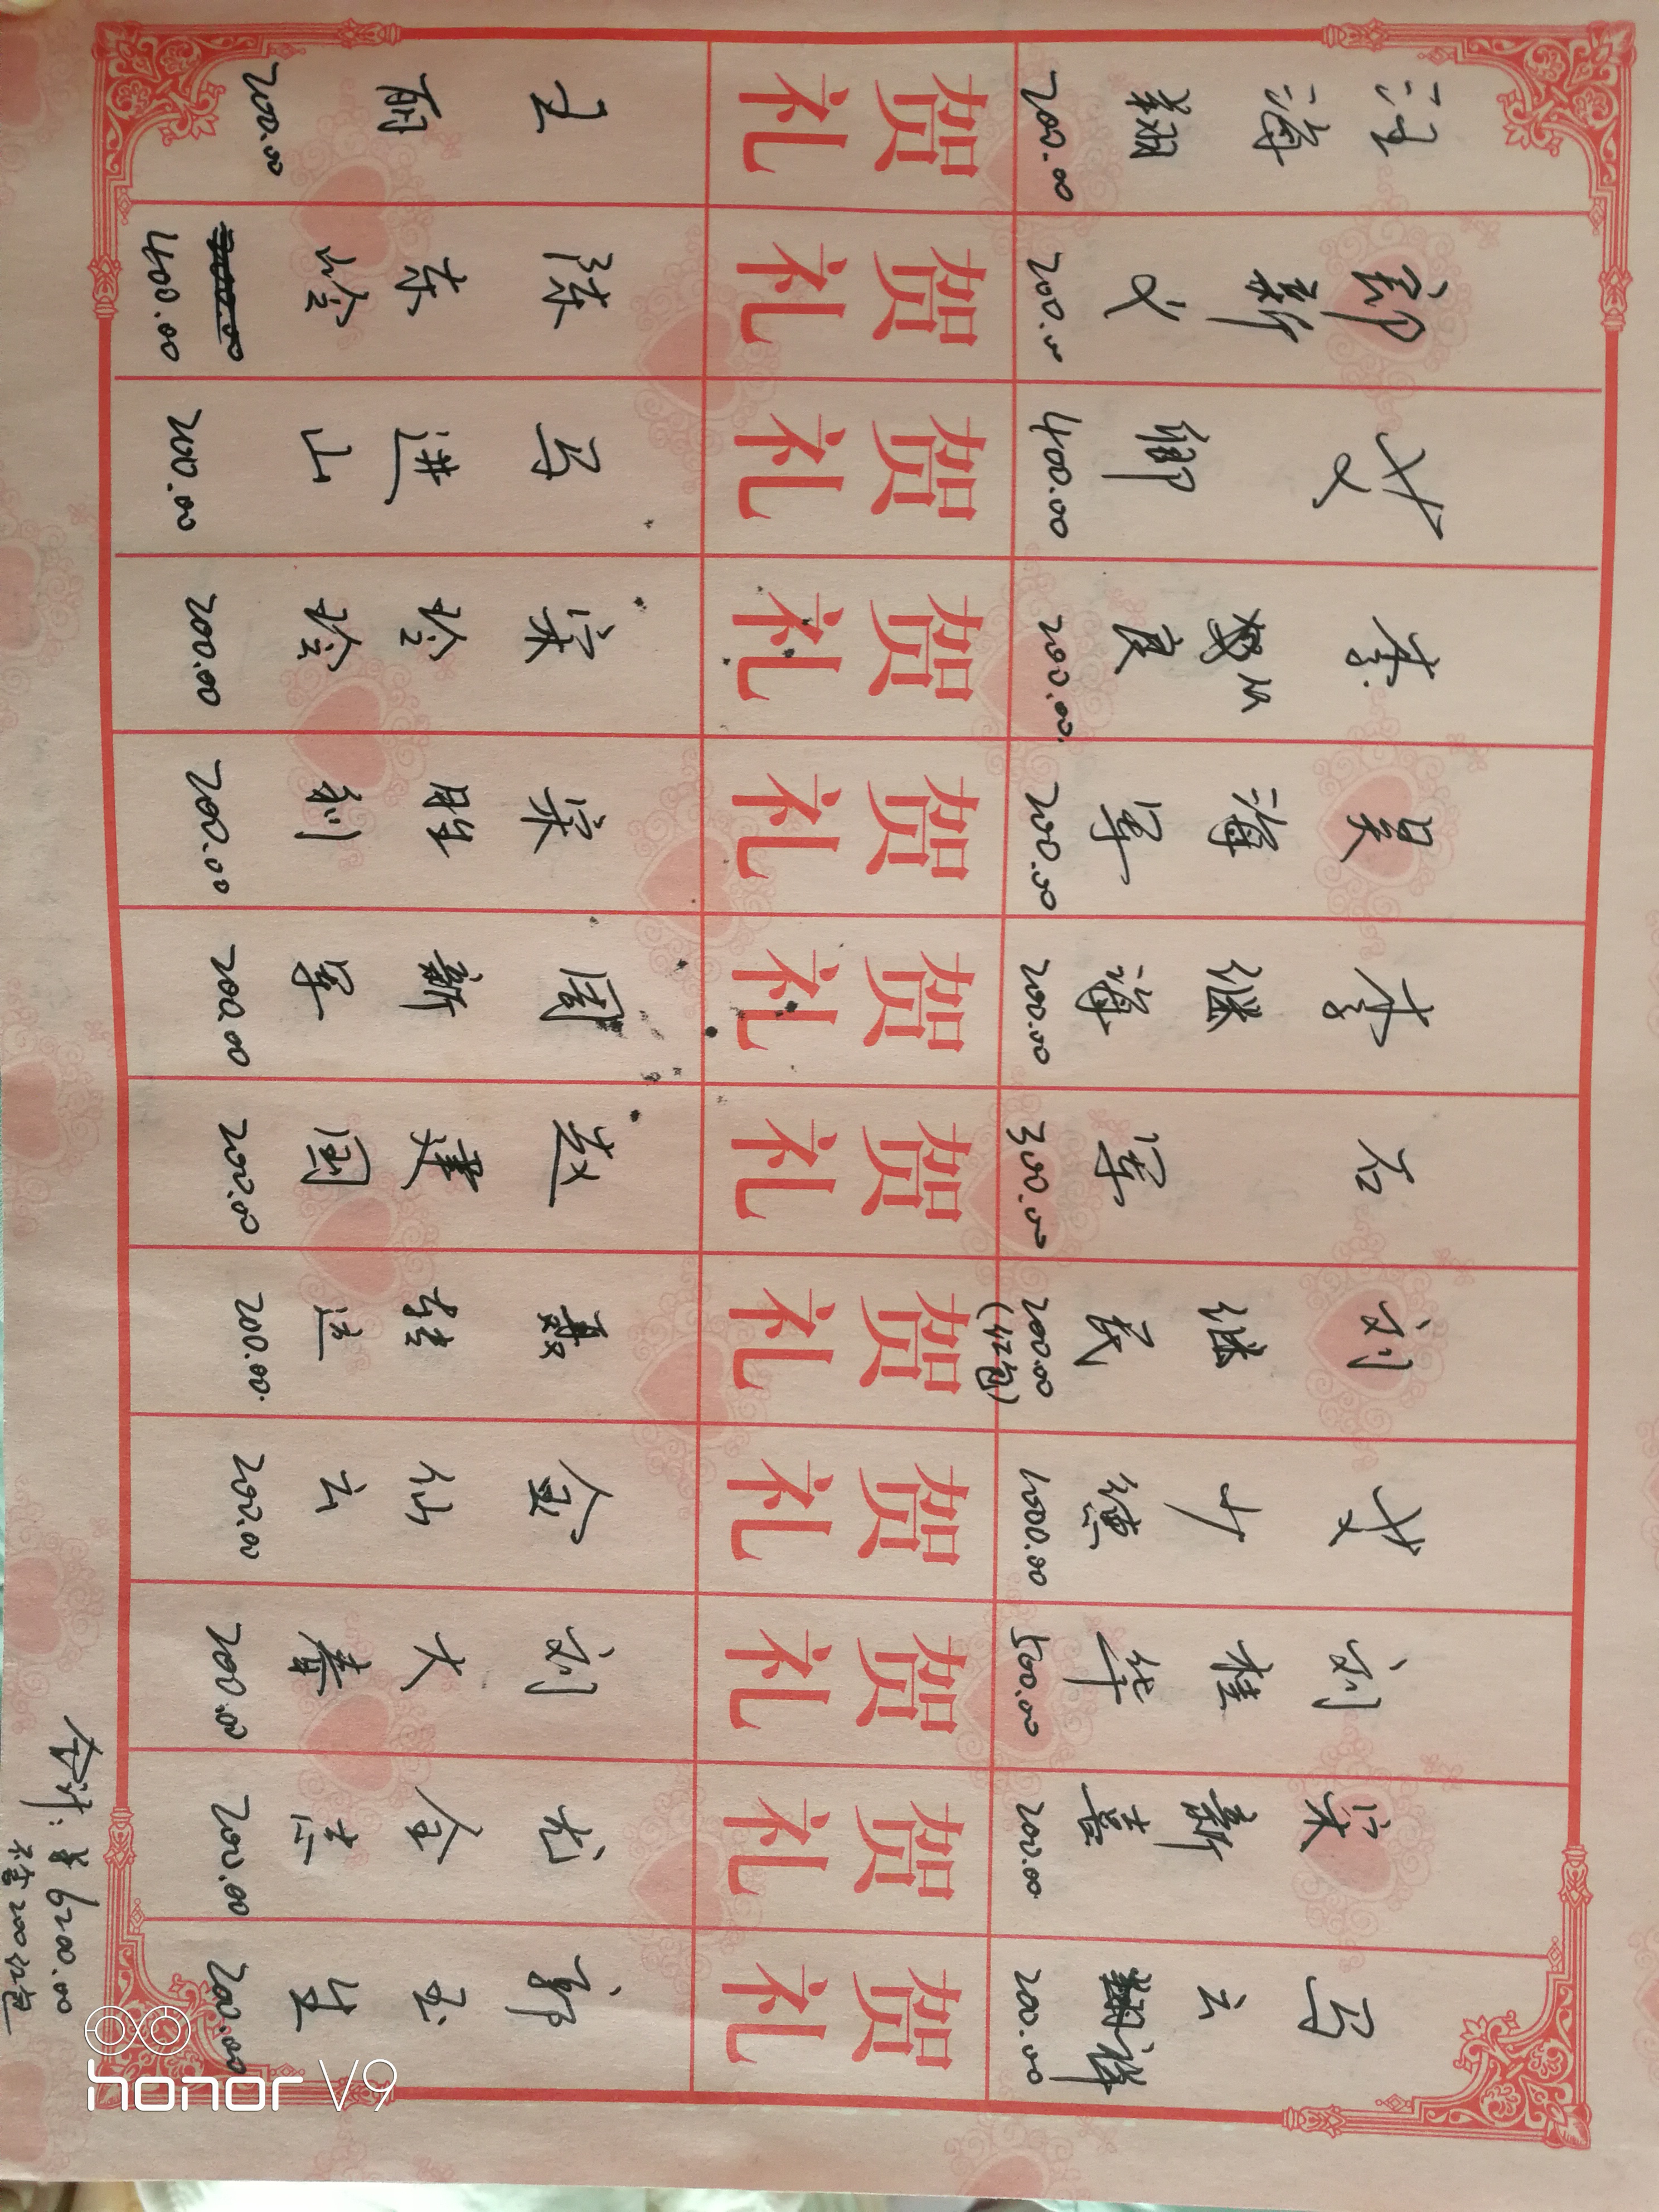 汪海翔
200.00
郎新义
200.00
艾卿
400.00
李从良
200.00
吴海军
200.00
李继海
200.00
石军
300.00
刘继民
200.00
(红包)
艾少德
1000.00
刘桂华
500.00
宋新喜
200.00
马云祥
200.00
贺礼
贺礼
贺礼
贺礼
贺礼
贺礼
贺礼
贺礼
贺礼
贺礼
贺礼
贺礼
王丽
200.00
陈东岭
200.00
400.00
马进山
200.00
宋玲玲
200.00
宋胜利
200.00
周新军
200.00
赵建国
200.00
聂转运
200.00
金仙云
200.00
刘大春
200.00
尤全志
200.00
郭玉生
200.00
合计:¥6200.00
不含200红包
honor V9